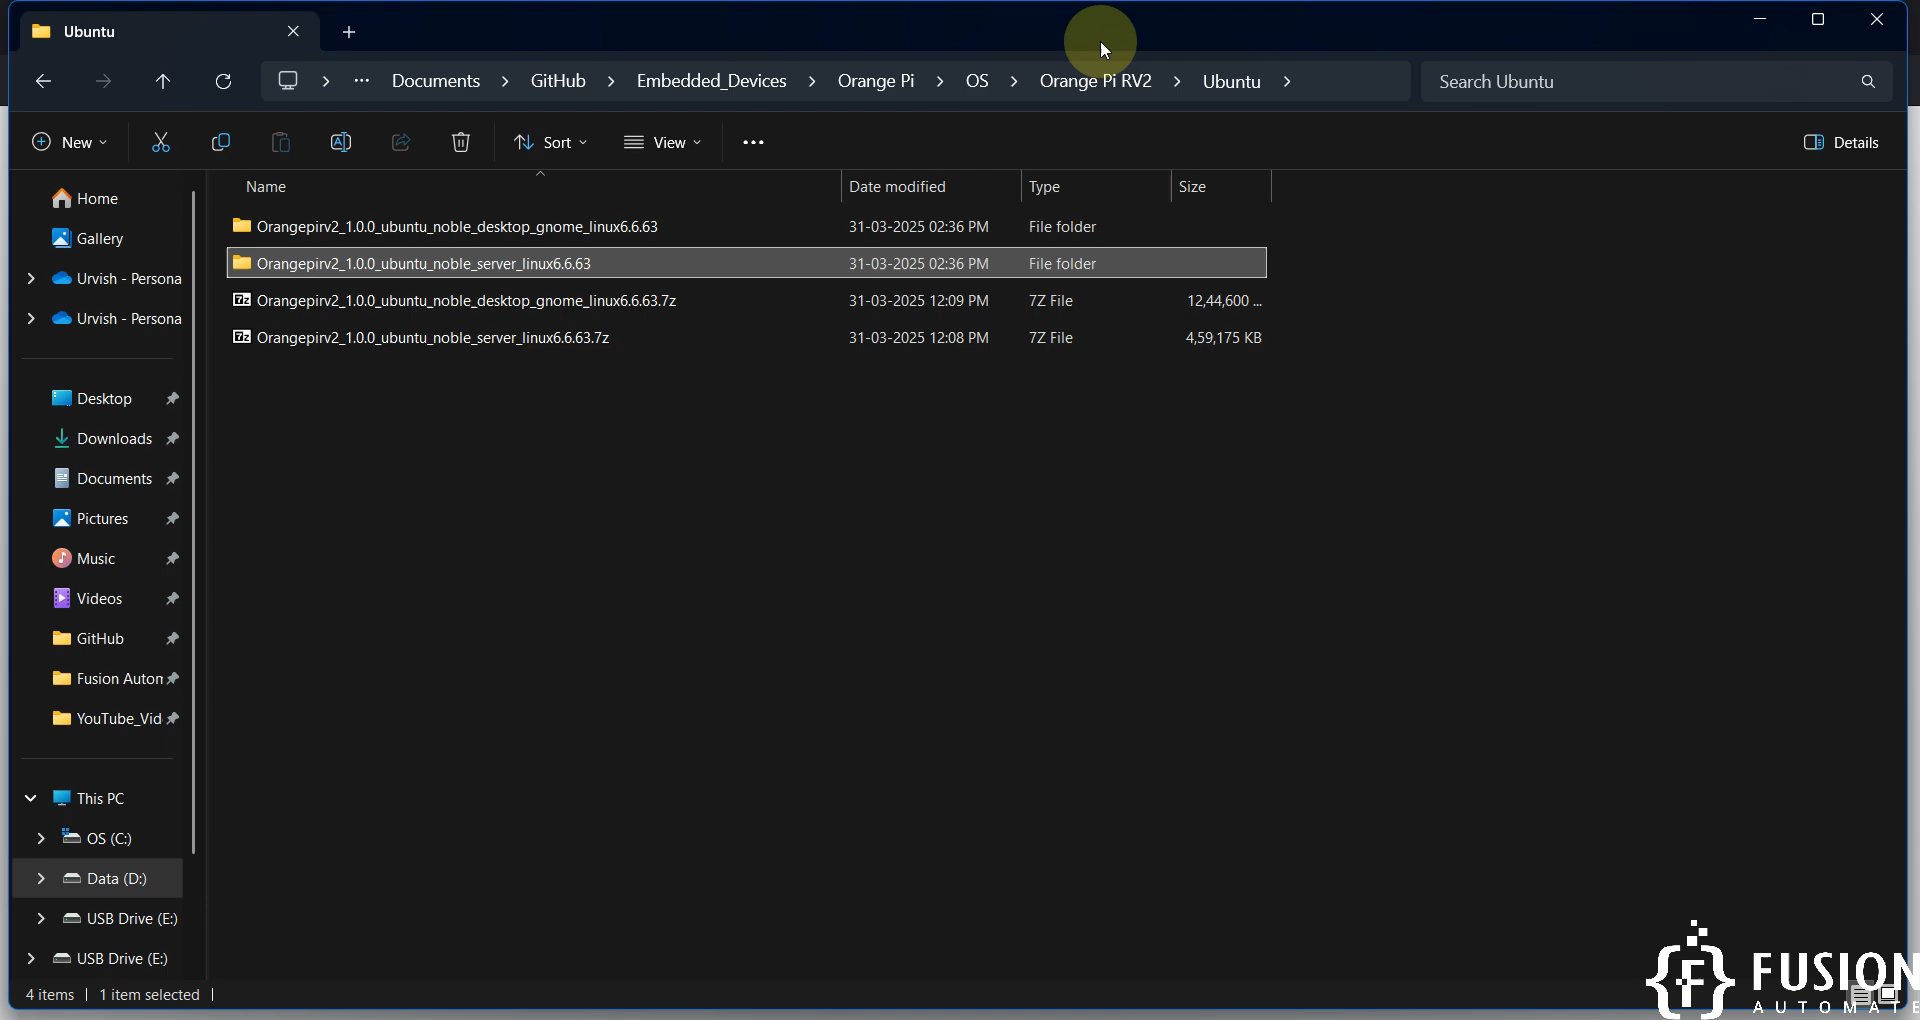 Ubuntu
Documents > GitHub > Embedded_Devices > Orange Pi > OS > Orange Pi RV2 > Ubuntu >
Search Ubuntu
New
Sort
View
Details
Name Date modified Type Size
Orangepirv2_1.0.0_ubuntu_noble_desktop_gnome_linux6.6.63 31-03-2025 02:36 PM File folder
Orangepirv2_1.0.0_ubuntu_noble_server_linux6.6.63 31-03-2025 02:36 PM File folder
Orangepirv2_1.0.0_ubuntu_noble_desktop_gnome_linux6.6.63.7z 31-03-2025 12:09 PM 7Z File 12,44,600 ...
Orangepirv2_1.0.0_ubuntu_noble_server_linux6.6.63.7z 31-03-2025 12:08 PM 7Z File 4,59,175 KB
Home
Gallery
Urvish - Persona
Urvish - Persona
Desktop
Downloads
Documents
Pictures
Music
Videos
GitHub
Fusion Autom
YouTube_Vid
This PC
OS (C:)
Data (D:)
USB Drive (E:)
USB Drive (E:)
4 items 1 item selected
FUSION
AUTOMATE